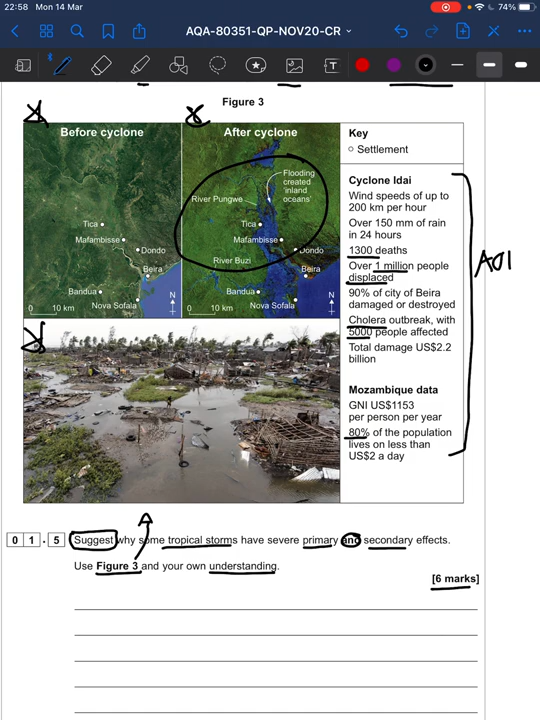 22:58 Mon 14 Mar
74%
AQA-80351-QP-NOV20-CR
T
Figure 3
Before cyclone
Tica
Mafambisse
Dondo
Beira
Bandua
Nova Sofala
0 10 km
N
After cyclone
Flooding
created
'inland
oceans'
River Pungwe
Tica
Mafambisse
Dondo
River Buzi
Beira
Bandua
Nova Sofala
0 10 km
N
Key
Settlement
Cyclone Idai
Wind speeds of up to
200 km per hour
Over 150 mm of rain
in 24 hours
1300 deaths
Over 1 million people
displaced
90% of city of Beira
damaged or destroyed
Cholera outbreak, with
5000 people affected
Total damage US$2.2
billion
Mozambique data
GNI US$1153
per person per year
80% of the population
lives on less than
US$2 a day
AO1
0 1 . 5 Suggest why some tropical storms have severe primary and secondary effects.
Use Figure 3 and your own understanding.
[6 marks]